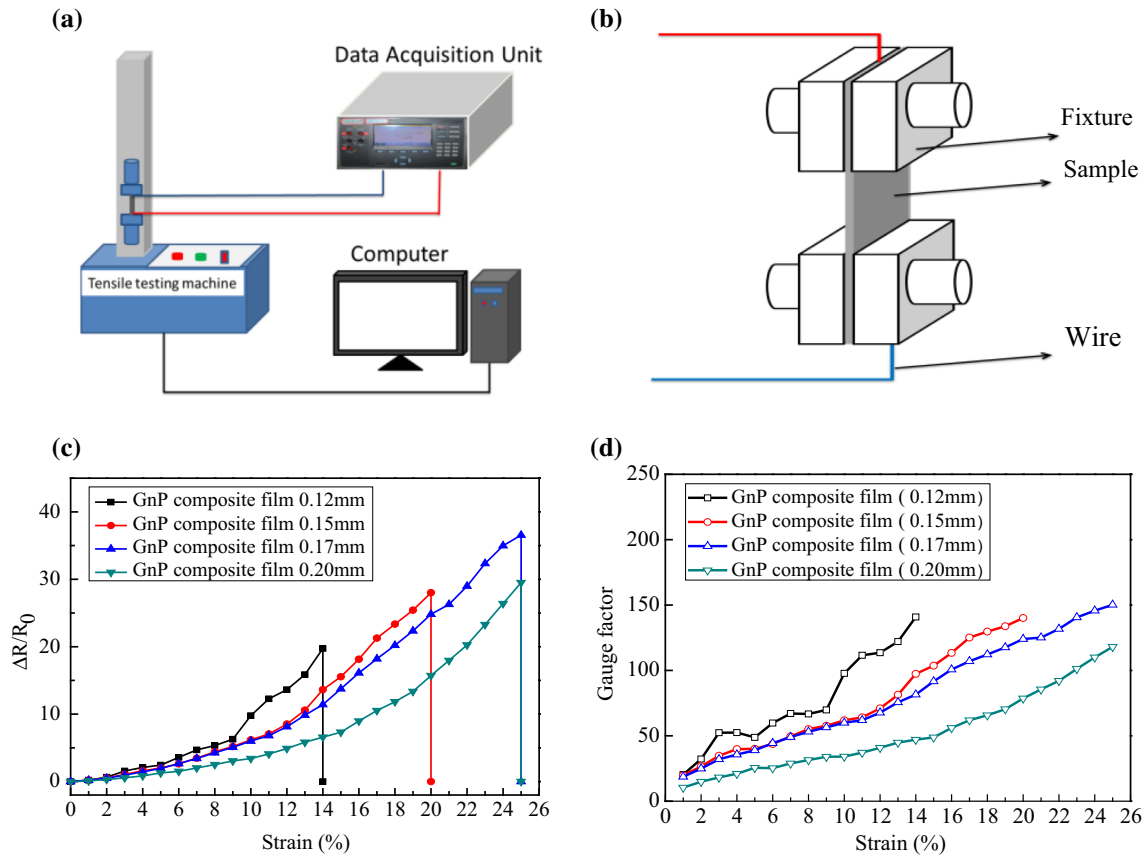 (a)
Data Acquisition Unit
Computer
Tensile testing machine
(b)
Fixture
Sample
Wire
(c)
GnP composite film 0.12mm
GnP composite film 0.15mm
GnP composite film 0.17mm
GnP composite film 0.20mm
40
30
20
10
0
ΔR/R0
0 2 4 6 8 10 12 14 16 18 20 22 24 26
Strain (%)
(d)
GnP composite film ( 0.12mm)
GnP composite film ( 0.15mm)
GnP composite film ( 0.17mm)
GnP composite film ( 0.20mm)
250
200
150
100
50
0
Gauge factor
0 2 4 6 8 10 12 14 16 18 20 22 24 26
Strain (%)